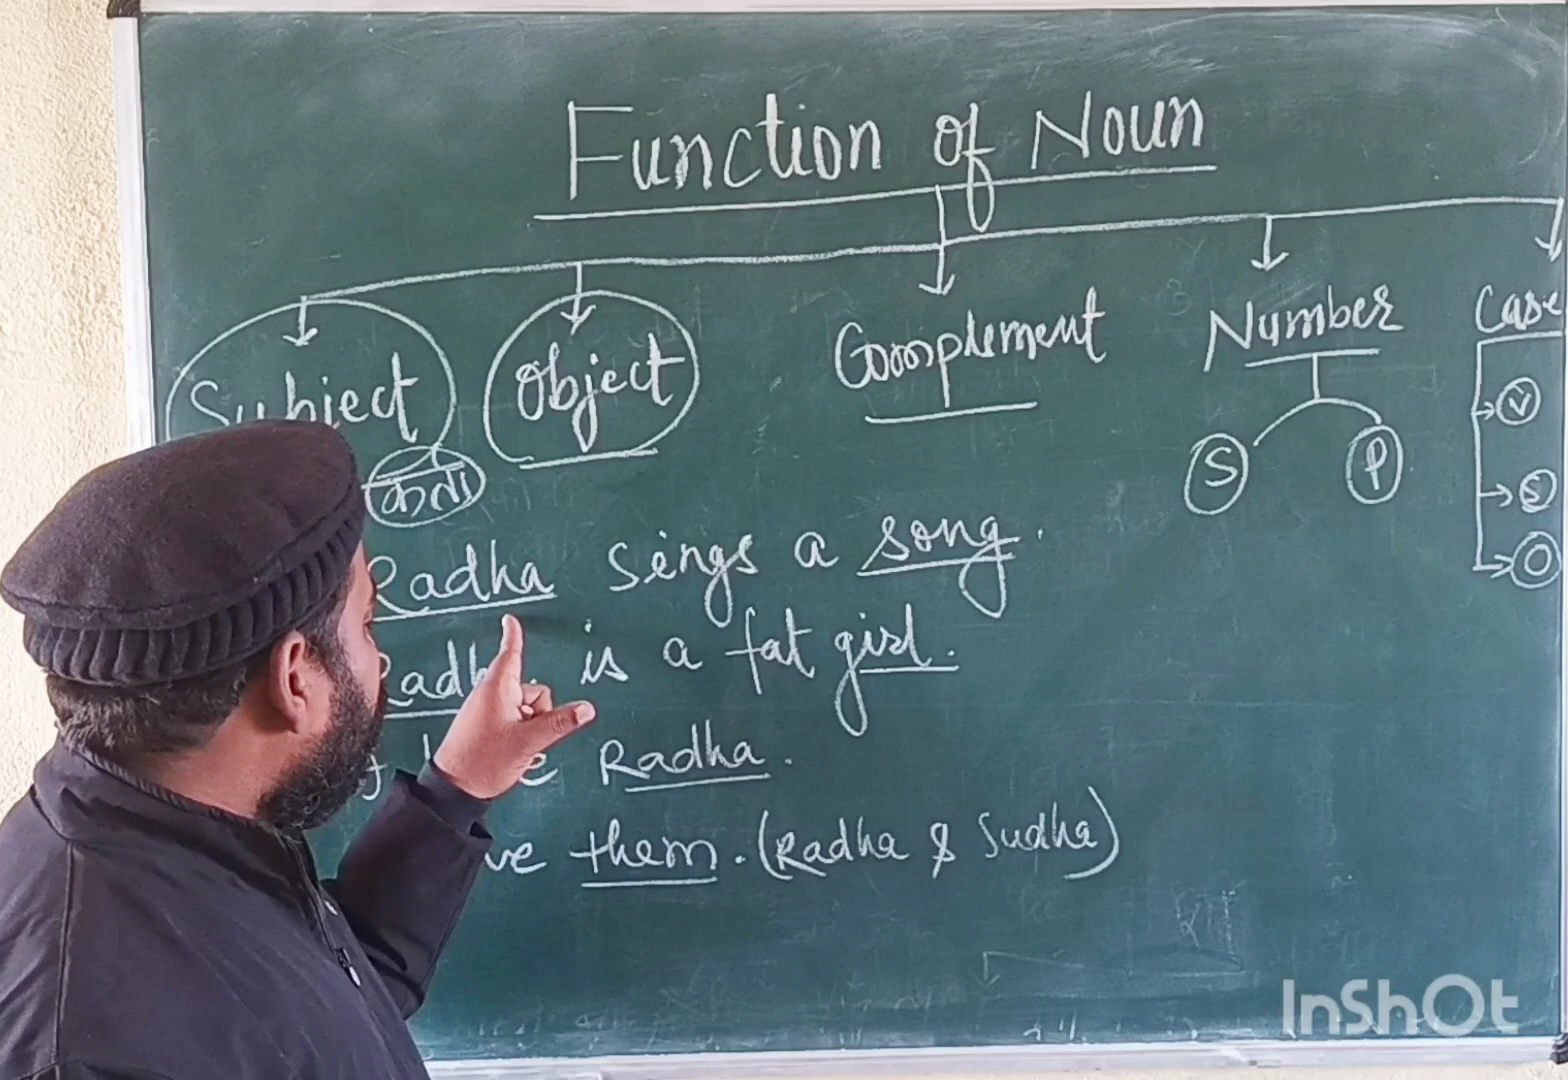 Function of Noun
Subject Object Complement Number Case
कर्ता S P V S O
Radha sings a song.
Radha is a fat girl.
Radha.
them. (Radha & Sudha)
InShOt